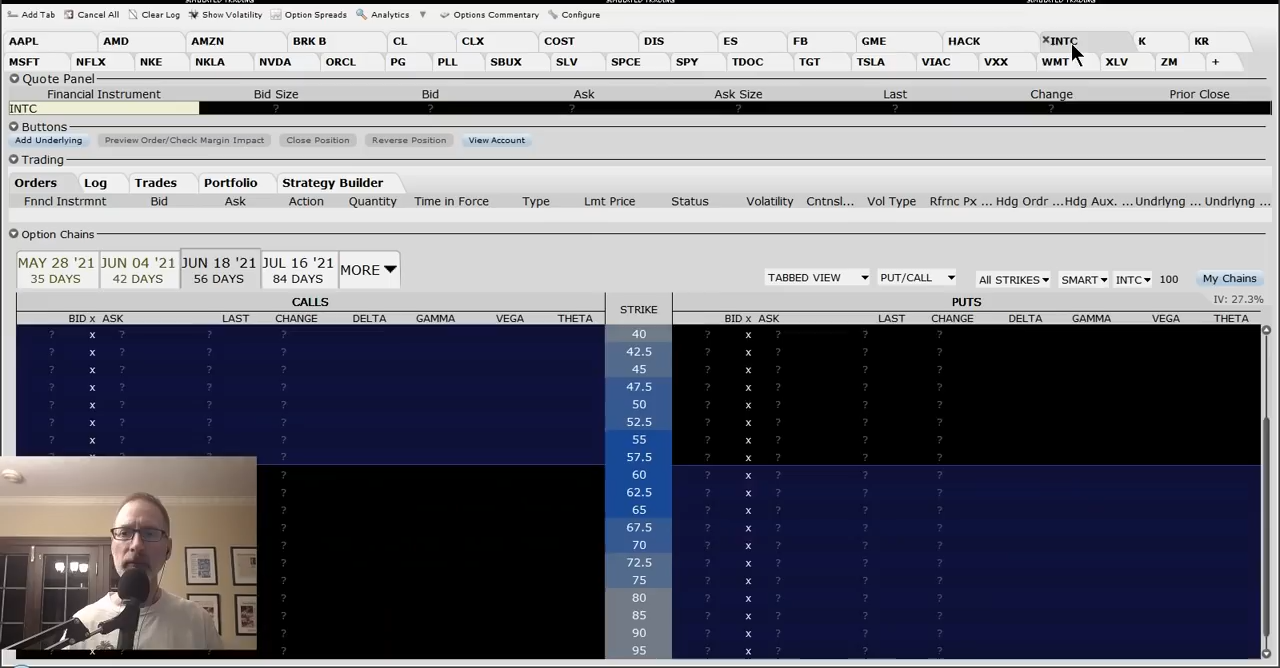 SIMULATED TRADING SIMULATED TRADING SIMULATED TRADING
Add Tab Cancel All Clear Log Show Volatility Option Spreads Analytics ▼ Options Commentary Configure
AAPL AMD AMZN BRK B CL CLX COST DIS ES FB GME HACK ×INTC K KR
MSFT NFLX NKE NKLA NVDA ORCL PG PLL SBUX SLV SPCE SPY TDOC TGT TSLA VIAC VXX WMT XLV ZM +
Quote Panel
Financial Instrument Bid Size Bid Ask Ask Size Last Change Prior Close
INTC ? ? ? ? ? ?
Buttons
Add Underlying Preview Order/Check Margin Impact Close Position Reverse Position View Account
Trading
Orders Log Trades Portfolio Strategy Builder
Fnncl Instrmnt Bid Ask Action Quantity Time in Force Type Lmt Price Status Volatility Cntnsl... Vol Type Rfrnc Px ... Hdg Ordr ... Hdg Aux. ... Undrlyng ... Undrlyng ...
Option Chains
MAY 28 '21 JUN 04 '21 JUN 18 '21 JUL 16 '21 MORE ▼
35 DAYS 42 DAYS 56 DAYS 84 DAYS
TABBED VIEW ▼ PUT/CALL ▼ All STRIKES▼ SMART▼ INTC▼ 100 My Chains
CALLS STRIKE PUTS IV: 27.3%
BID x ASK LAST CHANGE DELTA GAMMA VEGA THETA BID x ASK LAST CHANGE DELTA GAMMA VEGA THETA
? x ? ? ? 40 ? x ? ? ?
? x ? ? ? 42.5 ? x ? ? ?
? x ? ? ? 45 ? x ? ? ?
? x ? ? ? 47.5 ? x ? ? ?
? x ? ? ? 50 ? x ? ? ?
? x ? ? ? 52.5 ? x ? ? ?
? x ? ? ? 55 ? x ? ? ?
? x ? ? ? 57.5 ? x ? ? ?
? 60 ? x ? ? ?
? 62.5 ? x ? ? ?
? 65 ? x ? ? ?
? 67.5 ? x ? ? ?
? 70 ? x ? ? ?
? 72.5 ? x ? ? ?
? 75 ? x ? ? ?
? 80 ? x ? ? ?
? 85 ? x ? ? ?
? 90 ? x ? ? ?
? 95 ? x ? ? ?